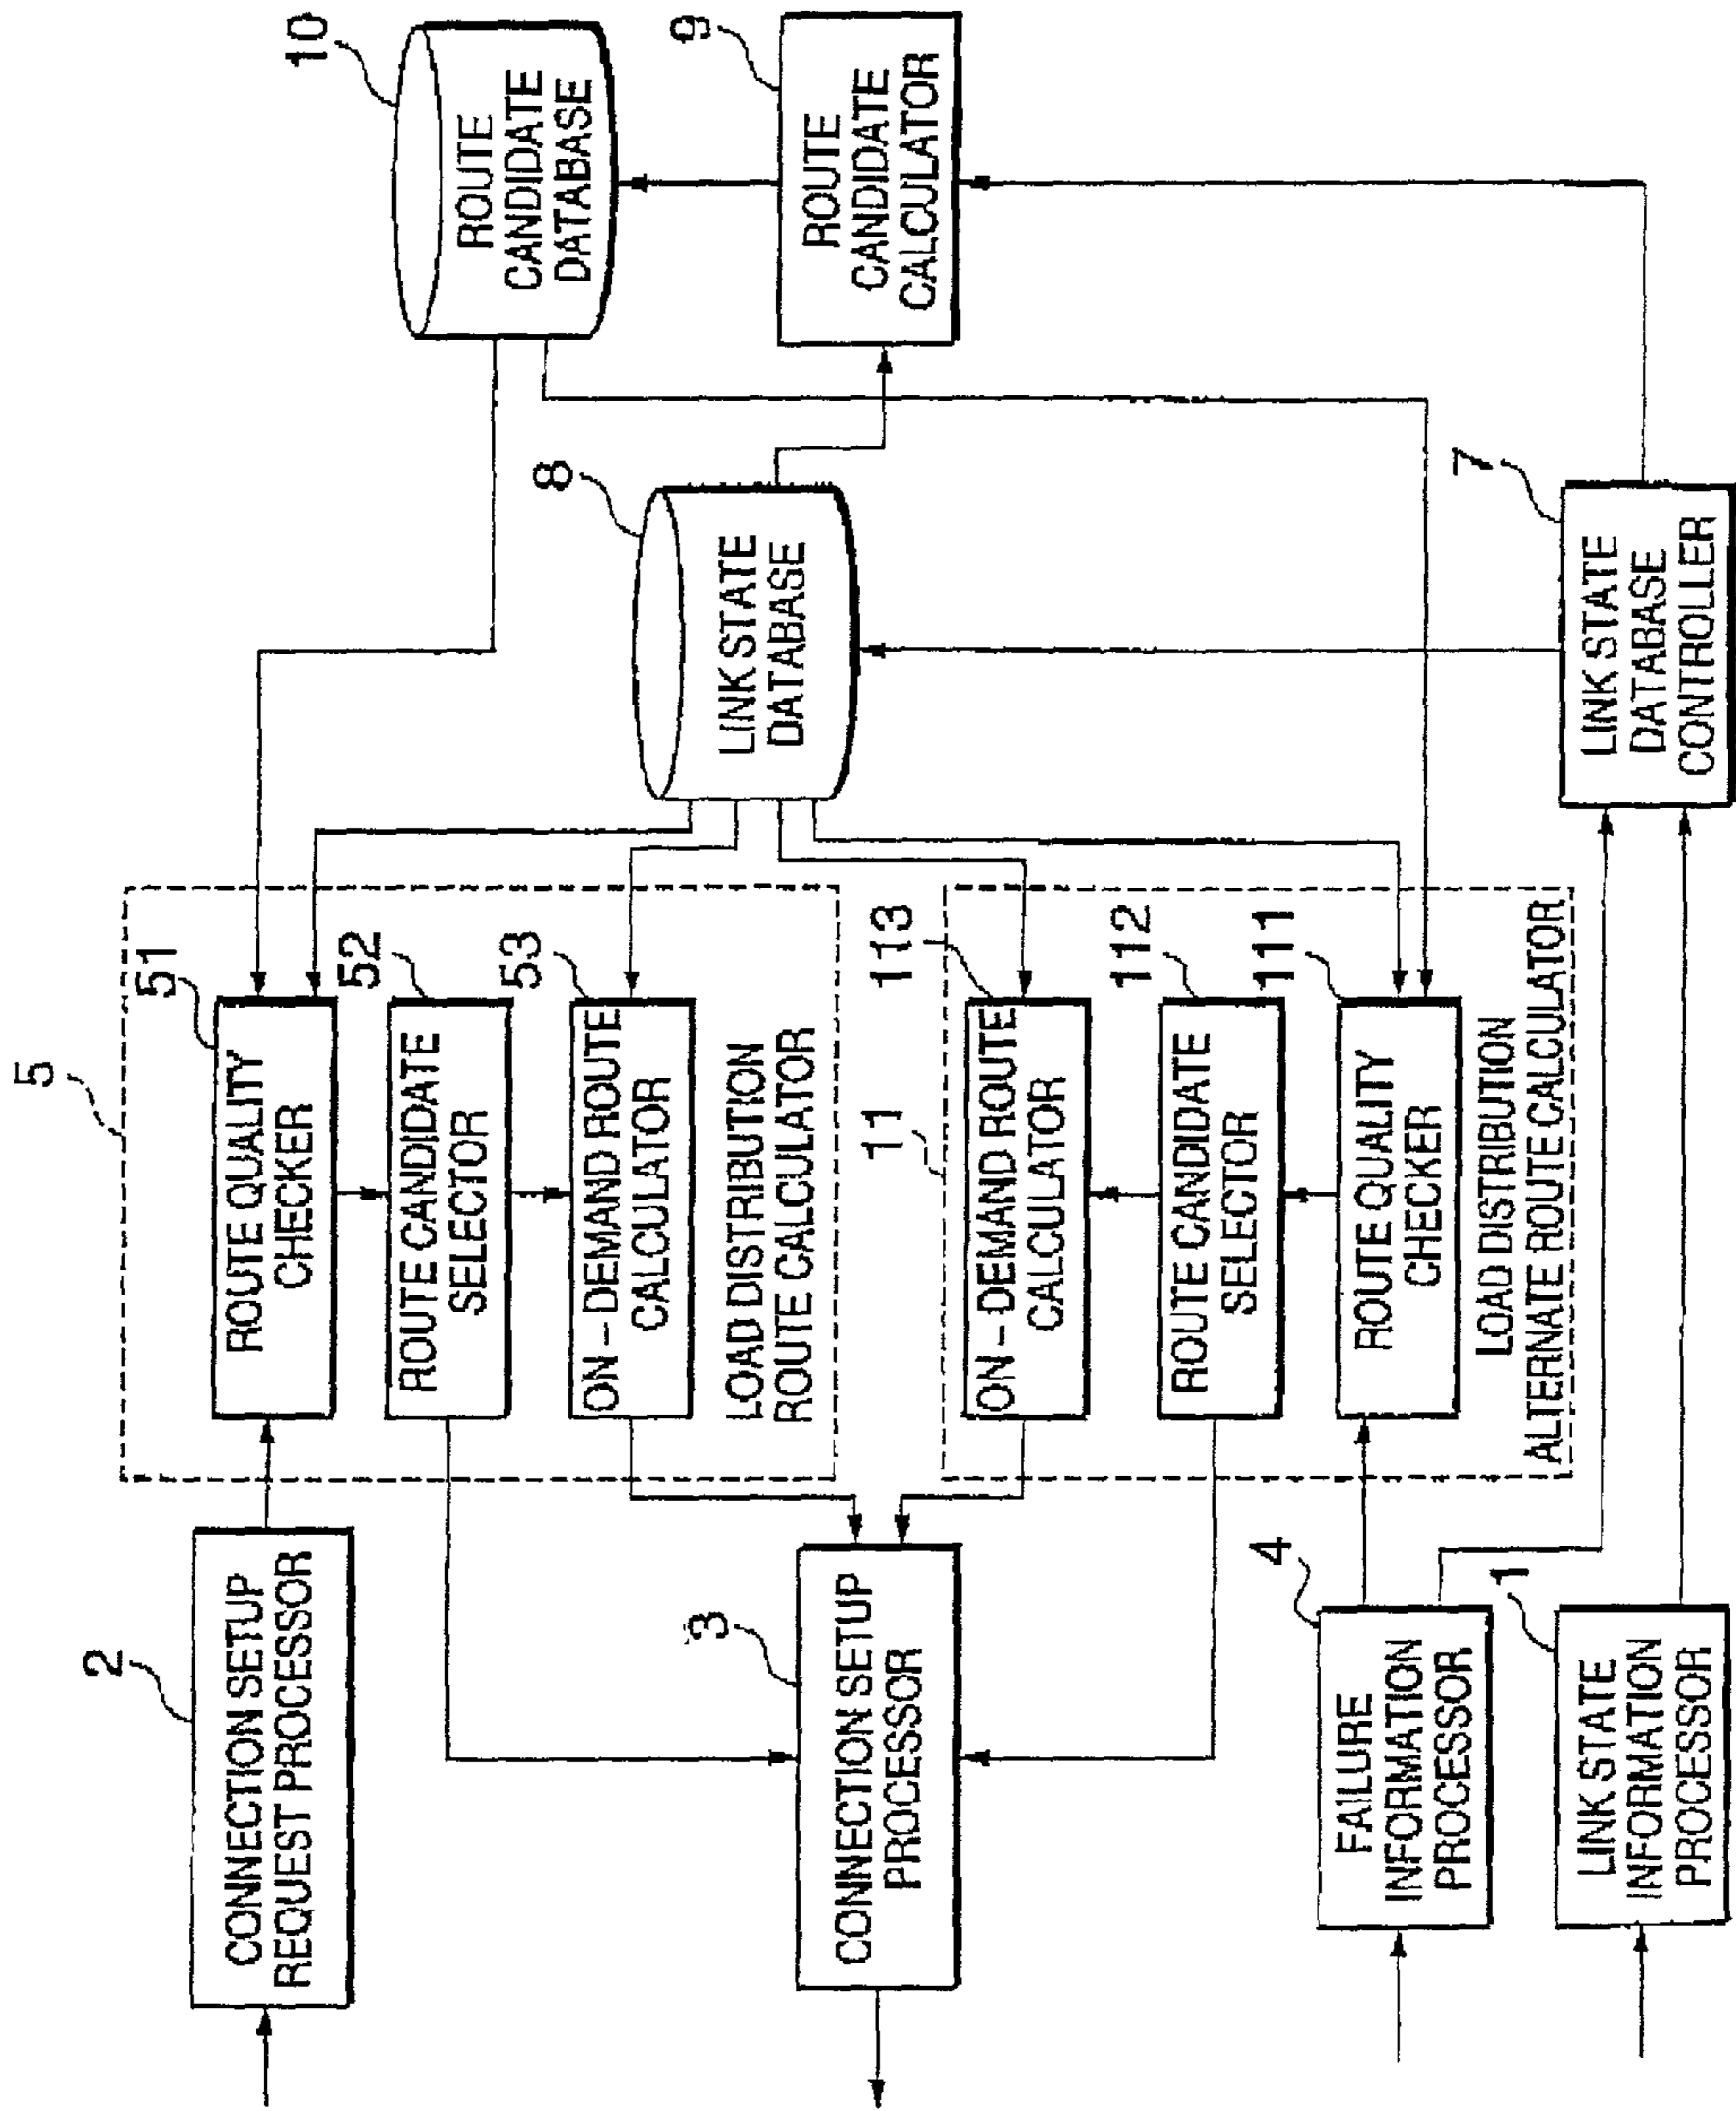 2
CONNECTION SETUP
REQUEST PROCESSOR
5
51
ROUTE QUALITY
CHECKER
52
ROUTE CANDIDATE
SELECTOR
53
ON-DEMAND ROUTE
CALCULATOR
LOAD DISTRIBUTION
ROUTE CALCULATOR
10
ROUTE
CANDIDATE
DATABASE
9
ROUTE
CANDIDATE
CALCULATOR
8
LINK STATE
DATABASE
3
CONNECTION SETUP
PROCESSOR
11
113
ON-DEMAND ROUTE
CALCULATOR
112
ROUTE CANDIDATE
SELECTOR
111
ROUTE QUALITY
CHECKER
LOAD DISTRIBUTION
ALTERNATE ROUTE CALCULATOR
4
FAILURE
INFORMATION
PROCESSOR
1
LINK STATE
INFORMATION
PROCESSOR
7
LINK STATE
DATABASE
CONTROLLER